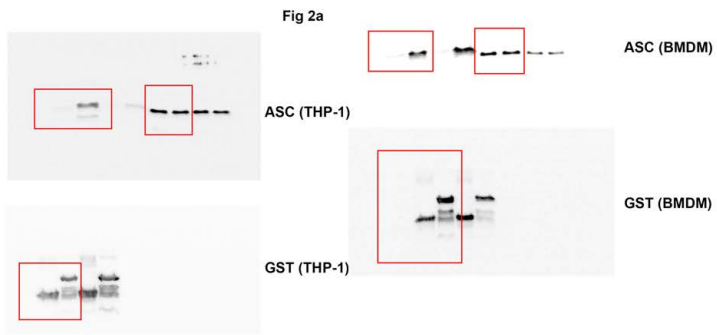 Fig 2a
ASC (BMDM)
ASC (THP-1)
GST (BMDM)
GST (THP-1)